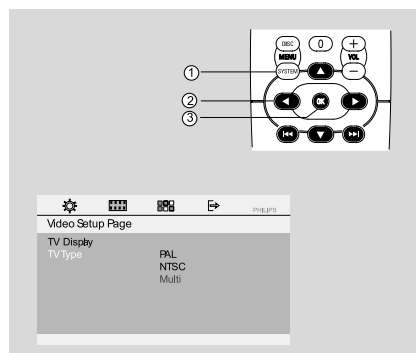 DISC
0
+
MENU
VOL
SYSTEM
−
1
2
OK
3
PHILIPS
Video Setup Page
TV Display
TV Type
PAL
NTSC
Multi